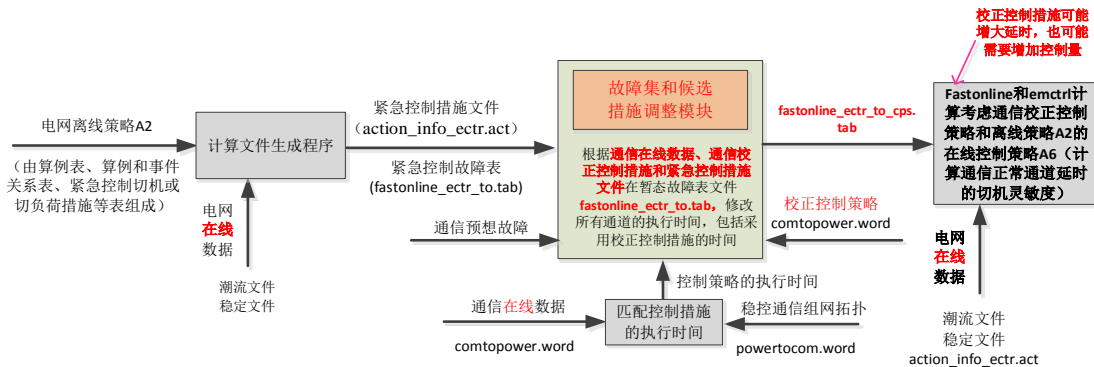 校正控制措施可能
增大延时，也可能
需要增加控制量
电网离线策略A2
（由算例表、算例和事件
关系表、紧急控制切机或
切负荷措施等表组成）
计算文件生成程序
电网
在线
数据
潮流文件
稳定文件
紧急控制措施文件
（action_info_ectr.act）
紧急控制故障表
(fastonline_ectr_to.tab)
故障集和候选
措施调整模块
根据通信在线数据、通信校
正控制措施和紧急控制措施
文件在暂态故障表文件
fastonline_ectr_to.tab，修改
所有通道的执行时间，包括采
用校正控制措施的时间
通信预想故障
fastonline_ectr_to_cps.
tab
校正控制策略
comtopower.word
控制策略的执行时间
通信在线数据
comtopower.word
匹配控制措施
的执行时间
稳控通信组网拓扑
powertocom.word
Fastonline和emctrl计
算考虑通信校正控制
策略和离线策略A2的
在线控制策略A6（计
算通信正常通道延时
的切机灵敏度）
电网
在线
数据
潮流文件
稳定文件
action_info_ectr.act